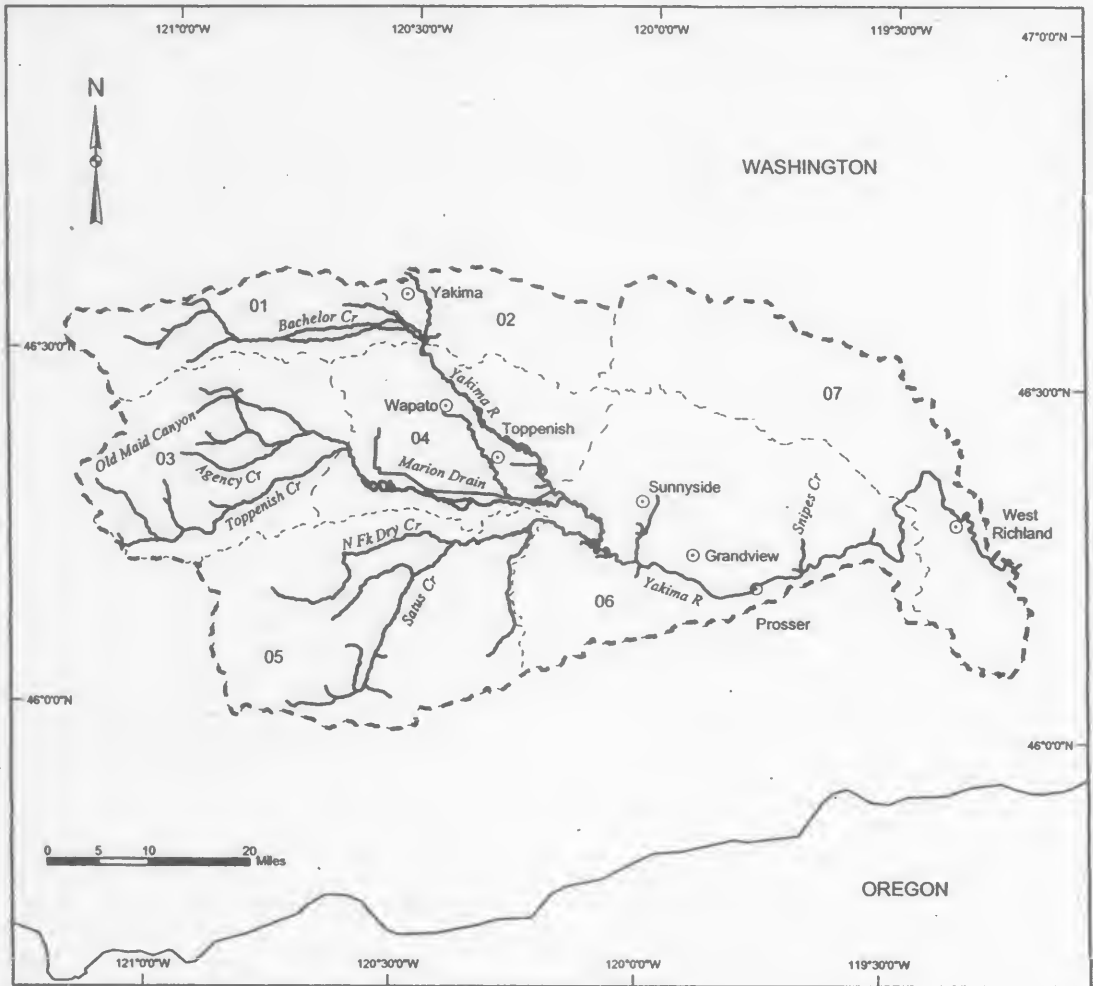 121°0'0"W
120°30'0"W
120°0'0"W
119°30'0"W
47°0'0"N
N
WASHINGTON
01
Yakima
02
Bachelor Cr
46°30'0"N
46°30'0"N
07
Yakima R
Wapato
Toppenish
04
Old Maid Canyon
03
Agency Cr
Marion Drain
Toppenish Cr
Sunnyside
Snipes Cr
West
Richland
N Fk Dry Cr
Grandview
Satus Cr
06
Yakima R
Prosser
05
46°0'0"N
46°0'0"N
0 5 10 20
Miles
OREGON
121°0'0"W
120°30'0"W
120°0'0"W
119°30'0"W